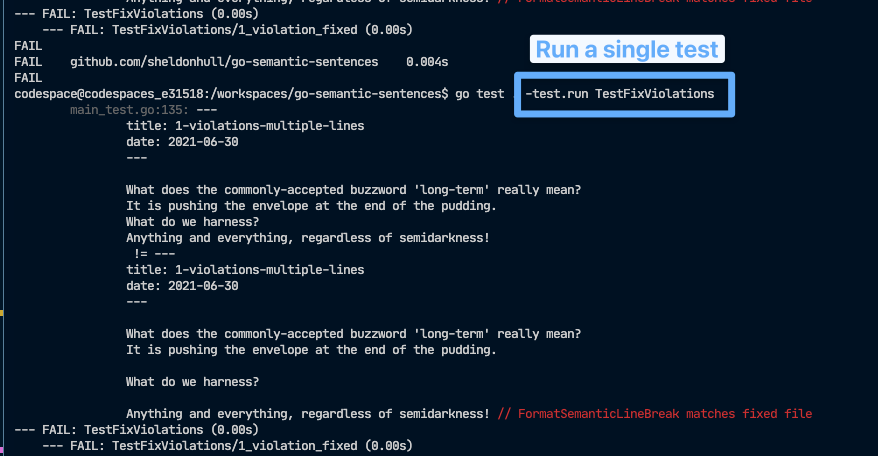 Anything and everything, regardless of semidarkness! // FormatSemanticLineBreak matches fixed file
--- FAIL: TestFixViolations (0.00s)
    --- FAIL: TestFixViolations/1_violation_fixed (0.00s)
FAIL
FAIL    github.com/sheldonhull/go-semantic-sentences    0.004s
FAIL
Run a single test
codespace@codespaces_e31518:/workspaces/go-semantic-sentences$ go test  -test.run TestFixViolations
        main_test.go:135: ---
                title: 1-violations-multiple-lines
                date: 2021-06-30
                ---

                What does the commonly-accepted buzzword 'long-term' really mean?
                It is pushing the envelope at the end of the pudding.
                What do we harness?
                Anything and everything, regardless of semidarkness!
                 != ---
                title: 1-violations-multiple-lines
                date: 2021-06-30
                ---

                What does the commonly-accepted buzzword 'long-term' really mean?
                It is pushing the envelope at the end of the pudding.

                What do we harness?

                Anything and everything, regardless of semidarkness! // FormatSemanticLineBreak matches fixed file
--- FAIL: TestFixViolations (0.00s)
    --- FAIL: TestFixViolations/1_violation_fixed (0.00s)